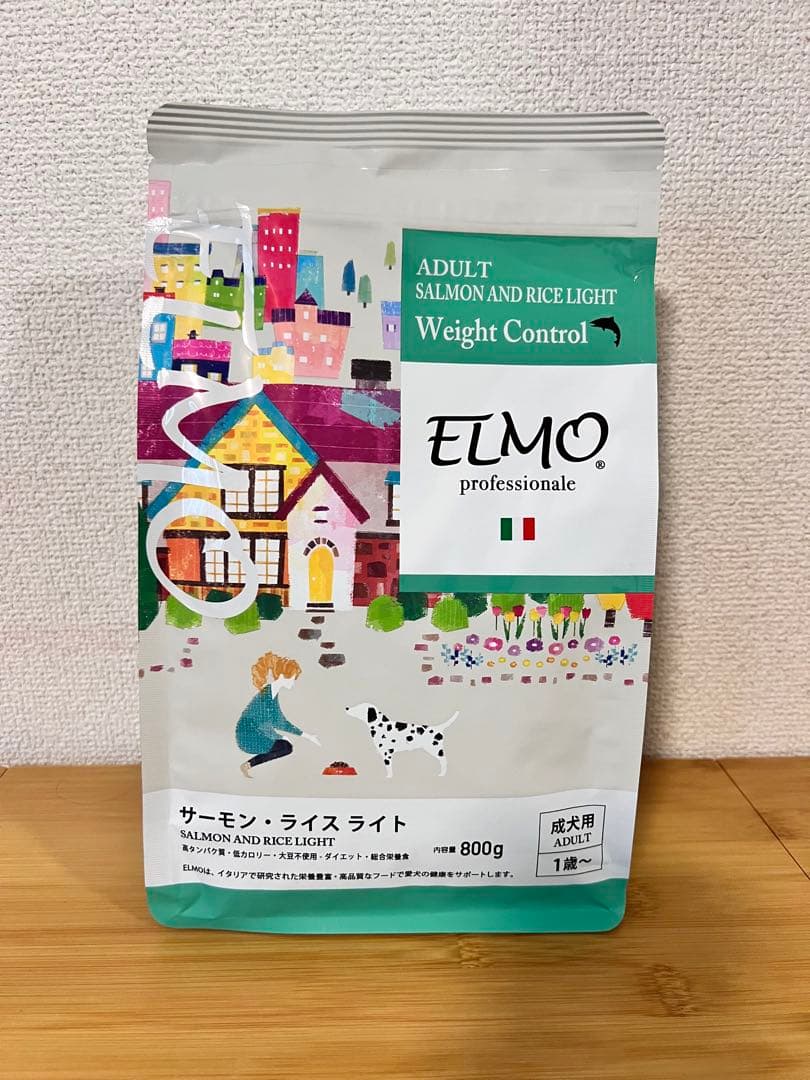 ELMO
ADULT
SALMON AND RICE LIGHT
Weight Control
ELMO®
professionale
サーモン・ライス ライト
SALMON AND RICE LIGHT
高タンパク質・低カロリー・大豆不使用 - ダイエット・総合栄養食
ELMOは、イタリアで研究された栄養豊富・高品質なフードで愛犬の健康をサポートします。
内容量 800g
成犬用
ADULT
1歳〜